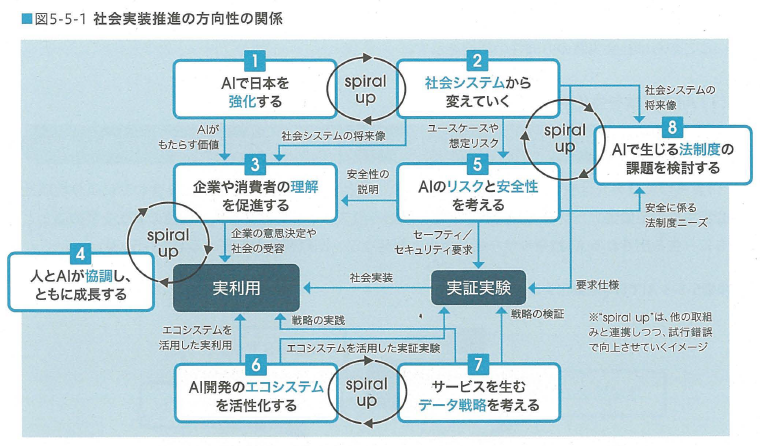 ■図5-5-1 社会実装推進の方向性の関係
1
AIで日本を
強化する
spiral
up
2
社会システムから
変えていく
社会システムの
将来像
AIが
もたらす価値
社会システムの将来像
ユースケースや
想定リスク
spiral
up
8
AIで生じる法制度の
課題を検討する
3
企業や消費者の理解
を促進する
安全性の
説明
5
AIのリスクと安全性
を考える
安全に係る
法制度ニーズ
spiral
up
企業の意思決定や
社会の受容
セーフティ/
セキュリティ要求
4
人とAIが協調し、
ともに成長する
実利用
社会実装
実証実験
要求仕様
エコシステムを
活用した実利用
戦略の実践
エコシステムを活用した実証実験
戦略の検証
※"spiral up"は、他の取組
みと連携しつつ、試行錯誤
で向上させていくイメージ
6
AI開発のエコシステム
を活性化する
spiral
up
7
サービスを生む
データ戦略を考える